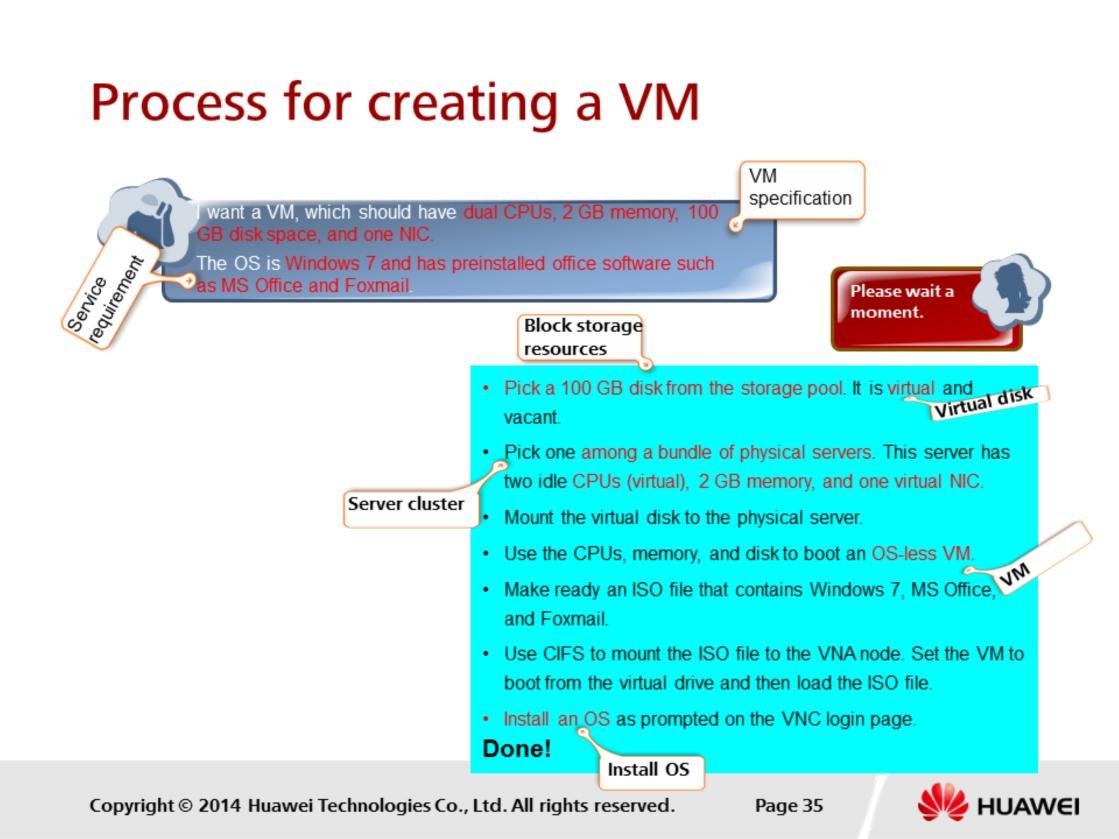 Process for creating a VM
VM
specification
I want a VM, which should have dual CPUs, 2 GB memory, 100
GB disk space, and one NIC.
The OS is Windows 7 and has preinstalled office software such
as MS Office and Foxmail.
Service
requirement
Please wait a
moment.
Block storage
resources
• Pick a 100 GB disk from the storage pool. It is virtual and
vacant.
Virtual disk
• Pick one among a bundle of physical servers. This server has
two idle CPUs (virtual), 2 GB memory, and one virtual NIC.
Server cluster
• Mount the virtual disk to the physical server.
• Use the CPUs, memory, and disk to boot an OS-less VM.
VM
• Make ready an ISO file that contains Windows 7, MS Office,
and Foxmail.
• Use CIFS to mount the ISO file to the VNA node. Set the VM to
boot from the virtual drive and then load the ISO file.
• Install an OS as prompted on the VNC login page.
Done!
Install OS
Copyright © 2014 Huawei Technologies Co., Ltd. All rights reserved.
Page 35
HUAWEI